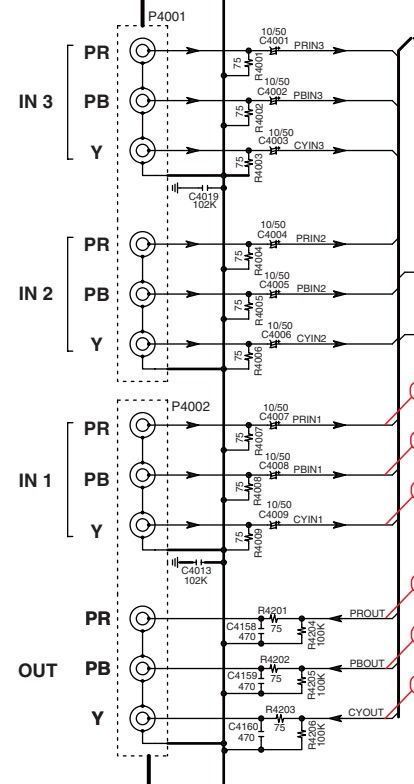 P4001
IN 3
PR
75
R4001
10/50
C4001
PRIN3
PB
75
R4002
10/50
C4002
PBIN3
Y
75
R4003
10/50
C4003
CYIN3
C4019
102K
IN 2
PR
75
R4004
10/50
C4004
PRIN2
PB
75
R4005
10/50
C4005
PBIN2
Y
75
R4006
10/50
C4006
CYIN2
P4002
IN 1
PR
75
R4007
10/50
C4007
PRIN1
PB
75
R4008
10/50
C4008
PBIN1
Y
75
R4009
10/50
C4009
CYIN1
C4013
102K
OUT
PR
C4158
470
R4201
75
R4204
100K
PROUT
PB
C4159
470
R4202
75
R4205
100K
PBOUT
Y
C4160
470
R4203
75
R4206
100K
CYOUT